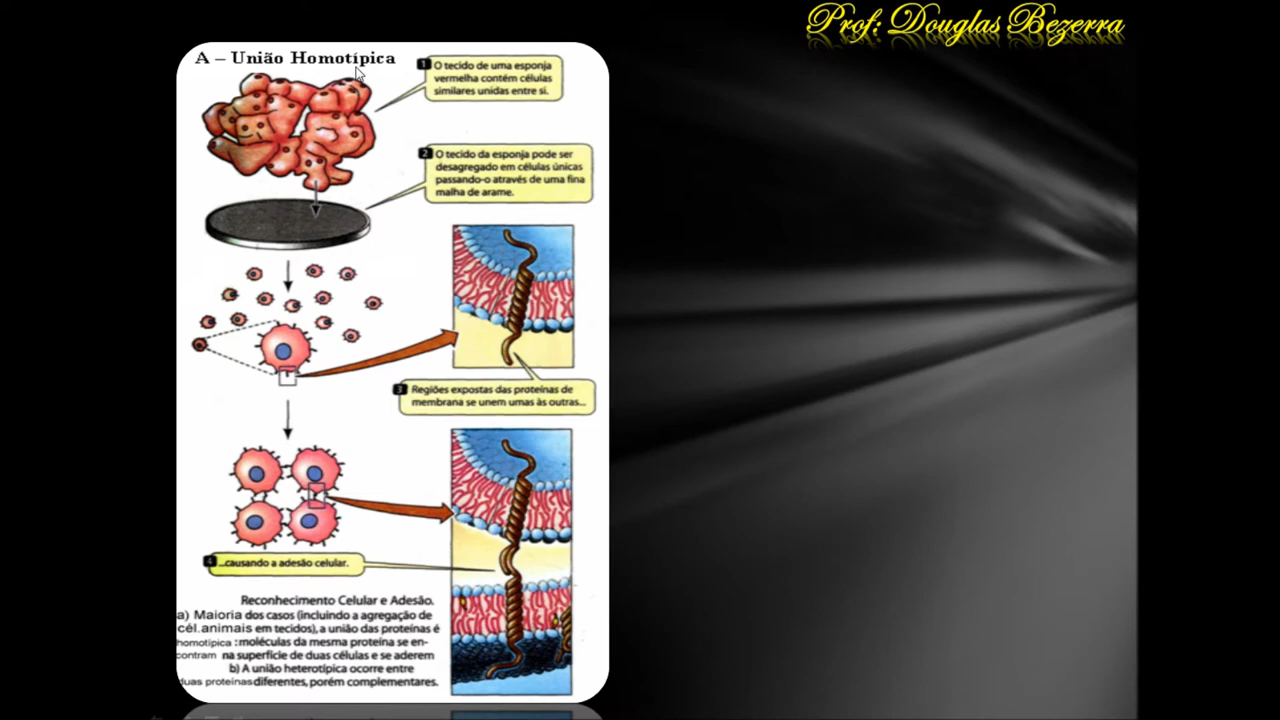 Prof: Douglas Bezerra
A – União Homotípica
1 O tecido de uma esponja
vermelha contém células
similares unidas entre si.
2 O tecido da esponja pode ser
desagregado em células únicas
passando-o através de uma fina
malha de arame.
3 Regiões expostas das proteínas de
membrana se unem umas às outras...
4 ...causando a adesão celular.
Reconhecimento Celular e Adesão.
a) Maioria dos casos (incluindo a agregação de
cél.animais em tecidos), a união das proteínas é
homotípica : moléculas da mesma proteína se en-
contram na superfície de duas células e se aderem
b) A união heterotípica ocorre entre
duas proteínas diferentes, porém complementares.